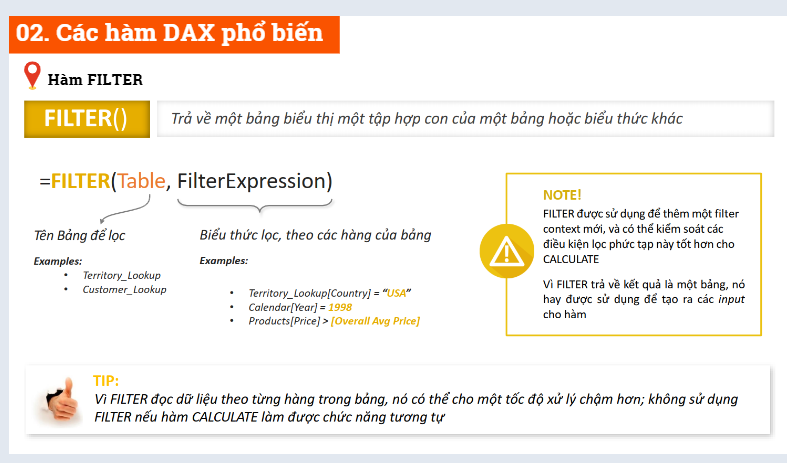 02. Các hàm DAX phổ biến
Hàm FILTER
FILTER()
Trả về một bảng biểu thị một tập hợp con của một bảng hoặc biểu thức khác
=FILTER(Table, FilterExpression)
Tên Bảng để lọc
Examples:
• Territory_Lookup
• Customer_Lookup
Biểu thức lọc, theo các hàng của bảng
Examples:
• Territory_Lookup[Country] = “USA”
• Calendar[Year] = 1998
• Products[Price] > [Overall Avg Price]
NOTE!
FILTER được sử dụng để thêm một filter
context mới, và có thể kiểm soát các
điều kiện lọc phức tạp này tốt hơn cho
CALCULATE
Vì FILTER trả về kết quả là một bảng, nó
hay được sử dụng để tạo ra các input
cho hàm
TIP:
Vì FILTER đọc dữ liệu theo từng hàng trong bảng, nó có thể cho một tốc độ xử lý chậm hơn; không sử dụng
FILTER nếu hàm CALCULATE làm được chức năng tương tự